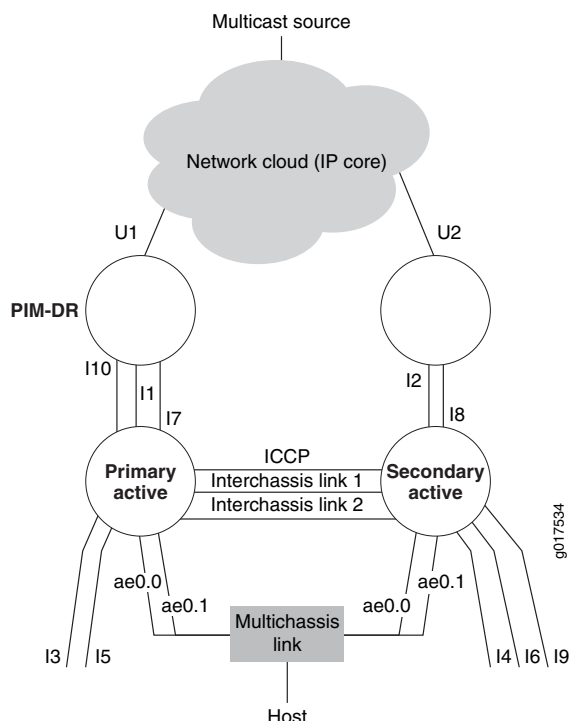 Multicast source
Network cloud (IP core)
U1
U2
PIM-DR
I10
I1
I7
I2
I8
ICCP
Primary
active
Interchassis link 1
Interchassis link 2
Secondary
active
g017534
ae0.0
ae0.1
ae0.0
ae0.1
Multichassis
link
I3
I5
I4
I6
I9
Host